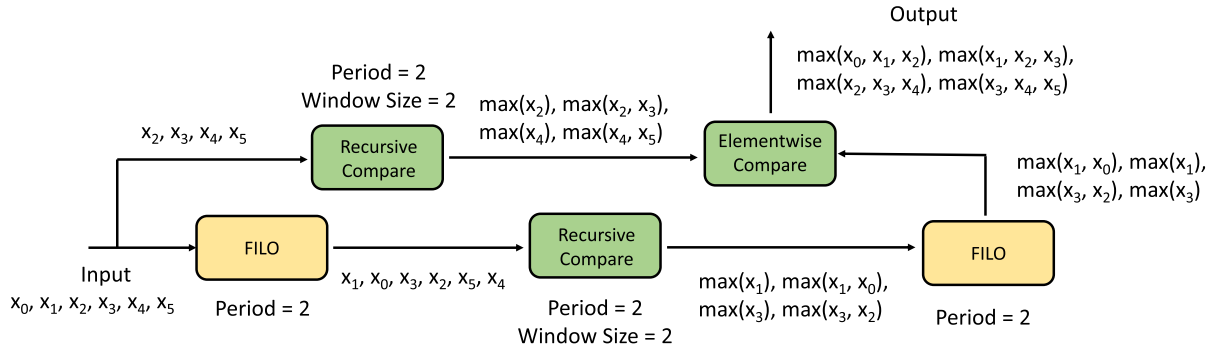 Output
max(x₀, x₁, x₂), max(x₁, x₂, x₃),
max(x₂, x₃, x₄), max(x₃, x₄, x₅)
Period = 2
Window Size = 2
x₂, x₃, x₄, x₅
Recursive
Compare
max(x₂), max(x₂, x₃),
max(x₄), max(x₄, x₅)
Elementwise
Compare
max(x₁, x₀), max(x₁),
max(x₃, x₂), max(x₃)
Input
x₀, x₁, x₂, x₃, x₄, x₅
FILO
Period = 2
x₁, x₀, x₃, x₂, x₅, x₄
Recursive
Compare
Period = 2
Window Size = 2
max(x₁), max(x₁, x₀),
max(x₃), max(x₃, x₂)
FILO
Period = 2